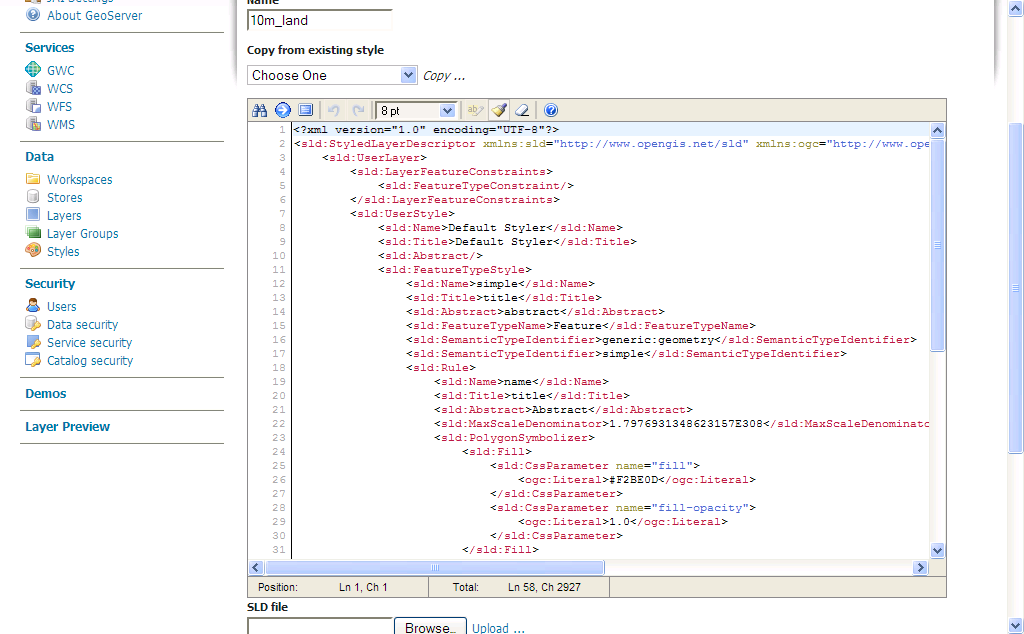 About GeoServer
Services
GWC
WCS
WFS
WMS
Data
Workspaces
Stores
Layers
Layer Groups
Styles
Security
Users
Data security
Service security
Catalog security
Demos
Layer Preview
Name
10m_land
Copy from existing style
Choose One Copy ...
8 pt
1 <?xml version="1.0" encoding="UTF-8"?>
2 <sld:StyledLayerDescriptor xmlns:sld="http://www.opengis.net/sld" xmlns:ogc="http://www.ope
3 <sld:UserLayer>
4 <sld:LayerFeatureConstraints>
5 <sld:FeatureTypeConstraint/>
6 </sld:LayerFeatureConstraints>
7 <sld:UserStyle>
8 <sld:Name>Default Styler</sld:Name>
9 <sld:Title>Default Styler</sld:Title>
10 <sld:Abstract/>
11 <sld:FeatureTypeStyle>
12 <sld:Name>simple</sld:Name>
13 <sld:Title>title</sld:Title>
14 <sld:Abstract>abstract</sld:Abstract>
15 <sld:FeatureTypeName>Feature</sld:FeatureTypeName>
16 <sld:SemanticTypeIdentifier>generic:geometry</sld:SemanticTypeIdentifier>
17 <sld:SemanticTypeIdentifier>simple</sld:SemanticTypeIdentifier>
18 <sld:Rule>
19 <sld:Name>name</sld:Name>
20 <sld:Title>title</sld:Title>
21 <sld:Abstract>Abstract</sld:Abstract>
22 <sld:MaxScaleDenominator>1.7976931348623157E308</sld:MaxScaleDenominato
23 <sld:PolygonSymbolizer>
24 <sld:Fill>
25 <sld:CssParameter name="fill">
26 <ogc:Literal>#F2BE0D</ogc:Literal>
27 </sld:CssParameter>
28 <sld:CssParameter name="fill-opacity">
29 <ogc:Literal>1.0</ogc:Literal>
30 </sld:CssParameter>
31 </sld:Fill>
Position: Ln 1, Ch 1 Total: Ln 58, Ch 2927
SLD file
Browse... Upload ...